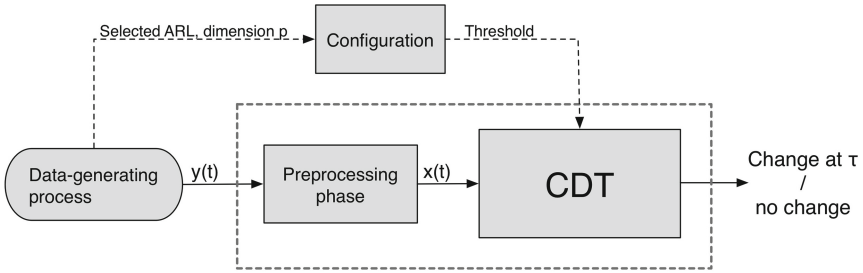 Selected ARL, dimension p
Configuration
Threshold
Data-generating
process
y(t)
Preprocessing
phase
x(t)
CDT
Change at τ
/
no change